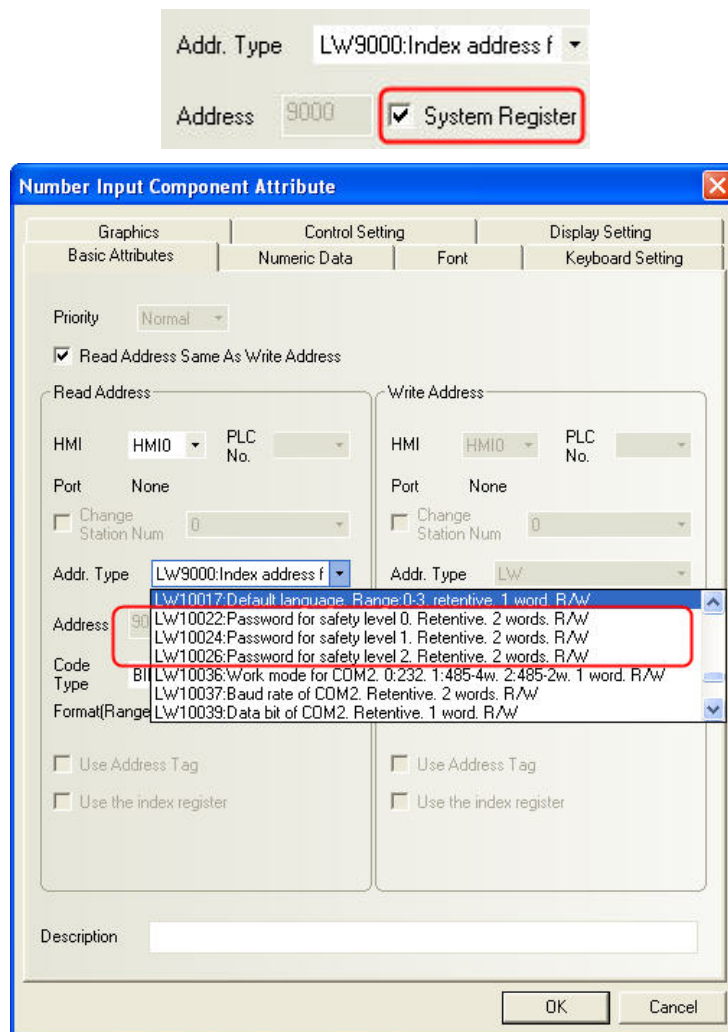 Addr. Type LW9000:Index address f
Address 9000 System Register
Number Input Component Attribute
Graphics Control Setting Display Setting
Basic Attributes Numeric Data Font Keyboard Setting
Priority Normal
Read Address Same As Write Address
Read Address Write Address
HMI HMI0 PLC No. HMI HMI0 PLC No.
Port None Port None
Change Station Num 0 Change Station Num 0
Addr. Type LW9000:Index address f Addr. Type LW
LW10017:Default language. Range:0-3. retentive. 1 word. R/W
Address 90 LW10022:Password for safety level 0. Retentive. 2 words. R/W
LW10024:Password for safety level 1. Retentive. 2 words. R/W
LW10026:Password for safety level 2. Retentive. 2 words. R/W
Code Type BI LW10036:Work mode for COM2. 0:232. 1:485-4w. 2:485-2w. 1 word. R/W
LW10037:Baud rate of COM2. Retentive. 2 words. R/W
Format(Range LW10039:Data bit of COM2. Retentive. 1 word. R/W
Use Address Tag Use Address Tag
Use the index register Use the index register
Description
OK Cancel